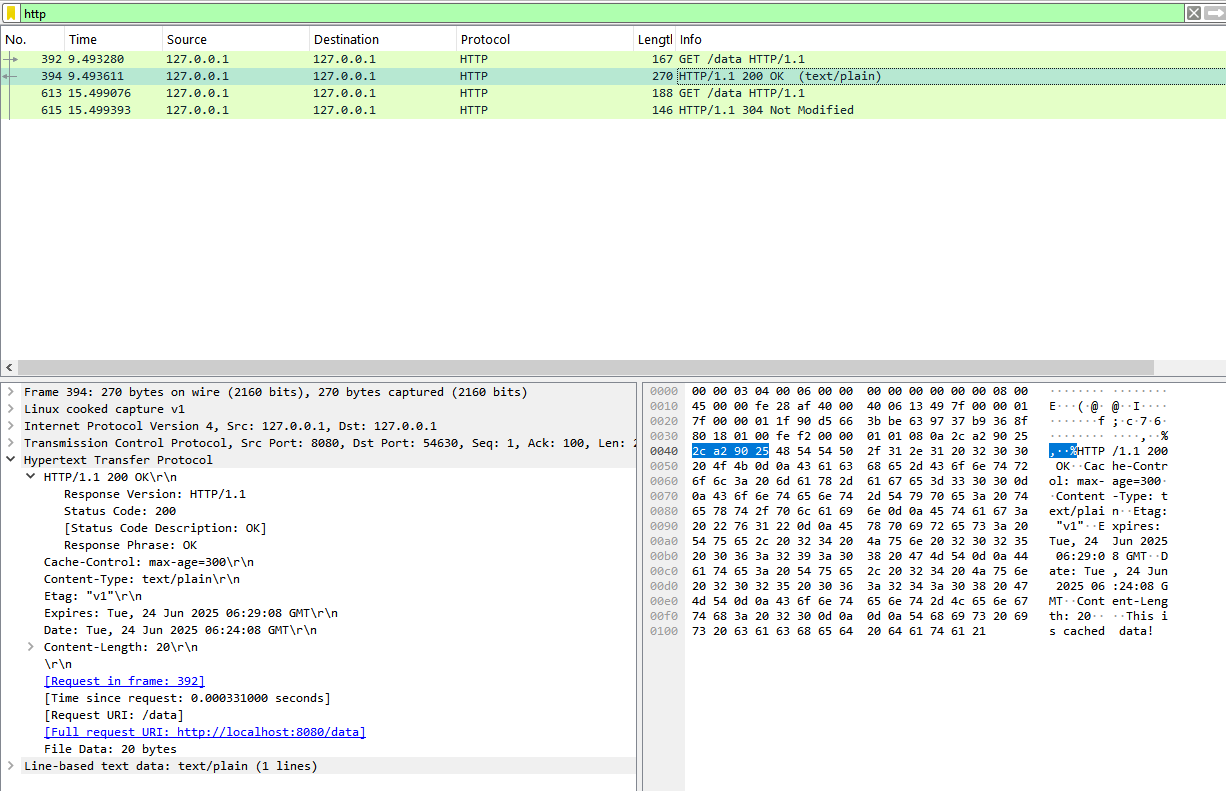 http
No. Time Source Destination Protocol Lengtl Info
392 9.493280 127.0.0.1 127.0.0.1 HTTP 167 GET /data HTTP/1.1
394 9.493611 127.0.0.1 127.0.0.1 HTTP 270 HTTP/1.1 200 OK  (text/plain)
613 15.499076 127.0.0.1 127.0.0.1 HTTP 188 GET /data HTTP/1.1
615 15.499393 127.0.0.1 127.0.0.1 HTTP 146 HTTP/1.1 304 Not Modified
Frame 394: 270 bytes on wire (2160 bits), 270 bytes captured (2160 bits)
Linux cooked capture v1
Internet Protocol Version 4, Src: 127.0.0.1, Dst: 127.0.0.1
Transmission Control Protocol, Src Port: 8080, Dst Port: 54630, Seq: 1, Ack: 100, Len: 2
Hypertext Transfer Protocol
HTTP/1.1 200 OK\r\n
Response Version: HTTP/1.1
Status Code: 200
[Status Code Description: OK]
Response Phrase: OK
Cache-Control: max-age=300\r\n
Content-Type: text/plain\r\n
Etag: "v1"\r\n
Expires: Tue, 24 Jun 2025 06:29:08 GMT\r\n
Date: Tue, 24 Jun 2025 06:24:08 GMT\r\n
Content-Length: 20\r\n
\r\n
[Request in frame: 392]
[Time since request: 0.000331000 seconds]
[Request URI: /data]
[Full request URI: http://localhost:8080/data]
File Data: 20 bytes
Line-based text data: text/plain (1 lines)
0000 00 00 03 04 00 06 00 00 00 00 00 00 00 00 08 00 ········ ········
0010 45 00 00 fe 28 af 40 00 40 06 13 49 7f 00 00 01 E···(·@· @··I····
0020 7f 00 00 01 1f 90 d5 66 3b be 63 97 37 b9 36 8f ·······f ;·c·7·6·
0030 80 18 01 00 fe f2 00 00 01 01 08 0a 2c a2 90 25 ········ ····,··%
0040 2c a2 90 25 48 54 54 50 2f 31 2e 31 20 32 30 30 ,··%HTTP /1.1 200
0050 20 4f 4b 0d 0a 43 61 63 68 65 2d 43 6f 6e 74 72 OK··Cac he-Contr
0060 6f 6c 3a 20 6d 61 78 2d 61 67 65 3d 33 30 30 0d ol: max- age=300·
0070 0a 43 6f 6e 74 65 6e 74 2d 54 79 70 65 3a 20 74 ·Content -Type: t
0080 65 78 74 2f 70 6c 61 69 6e 0d 0a 45 74 61 67 3a ext/plai n··Etag:
0090 20 22 76 31 22 0d 0a 45 78 70 69 72 65 73 3a 20 "v1"··E xpires:
00a0 54 75 65 2c 20 32 34 20 4a 75 6e 20 32 30 32 35 Tue, 24 Jun 2025
00b0 20 30 36 3a 32 39 3a 30 38 20 47 4d 54 0d 0a 44 06:29:0 8 GMT··D
00c0 61 74 65 3a 20 54 75 65 2c 20 32 34 20 4a 75 6e ate: Tue , 24 Jun
00d0 20 32 30 32 35 20 30 36 3a 32 34 3a 30 38 20 47 2025 06 :24:08 G
00e0 4d 54 0d 0a 43 6f 6e 74 65 6e 74 2d 4c 65 6e 67 MT··Cont ent-Leng
00f0 74 68 3a 20 32 30 0d 0a 0d 0a 54 68 69 73 20 69 th: 20·· ··This i
0100 73 20 63 61 63 68 65 64 20 64 61 74 61 21 s cached data!